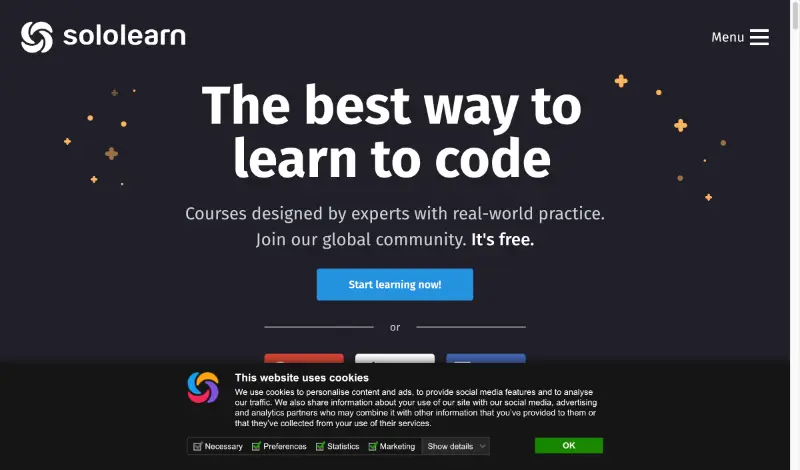 sololearn
Menu
The best way to
learn to code
Courses designed by experts with real-world practice.
Join our global community. It's free.
Start learning now!
or
This website uses cookies
We use cookies to personalise content and ads, to provide social media features and to analyse
our traffic. We also share information about your use of our site with our social media, advertising
and analytics partners who may combine it with other information that you've provided to them or
that they've collected from your use of their services.
Necessary Preferences Statistics Marketing Show details
OK